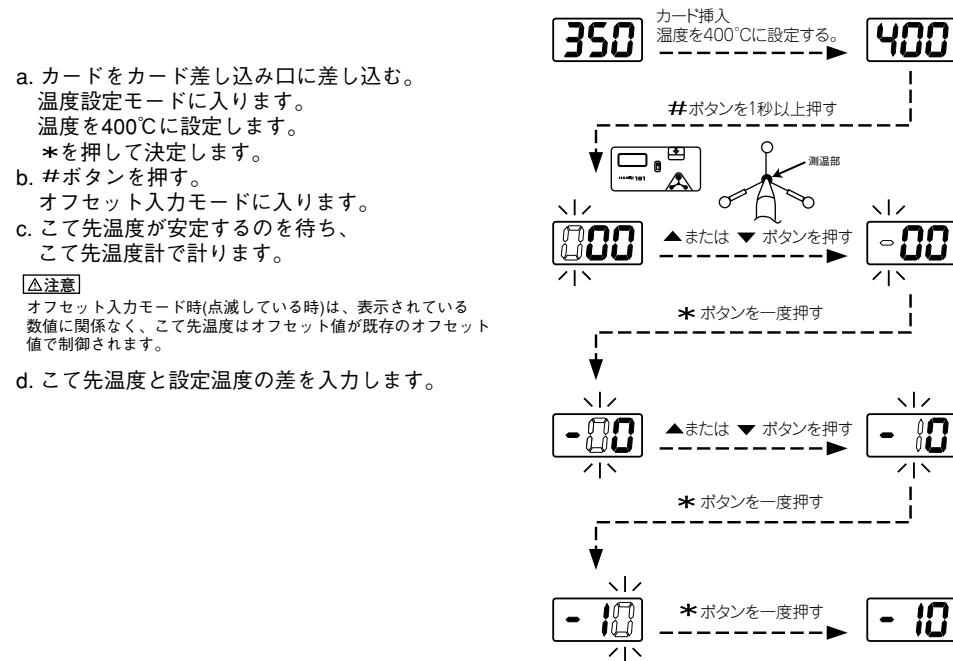 a. カードをカード差し込み口に差し込む。
温度設定モードに入ります。
温度を400℃に設定します。
*を押して決定します。
b. #ボタンを押す。
オフセット入力モードに入ります。
c. こて先温度が安定するのを待ち、
こて先温度計で計ります。
⚠注意
オフセット入力モード時(点滅している時)は、表示されている
数値に関係なく、こて先温度はオフセット値が既存のオフセット
値で制御されます。
d. こて先温度と設定温度の差を入力します。
350
カード挿入
温度を400℃に設定する。
400
#ボタンを1秒以上押す
HAKKO 191
測温部
000
▲または ▼ ボタンを押す
-00
* ボタンを一度押す
-00
▲または ▼ ボタンを押す
-10
* ボタンを一度押す
-10
* ボタンを一度押す
-10